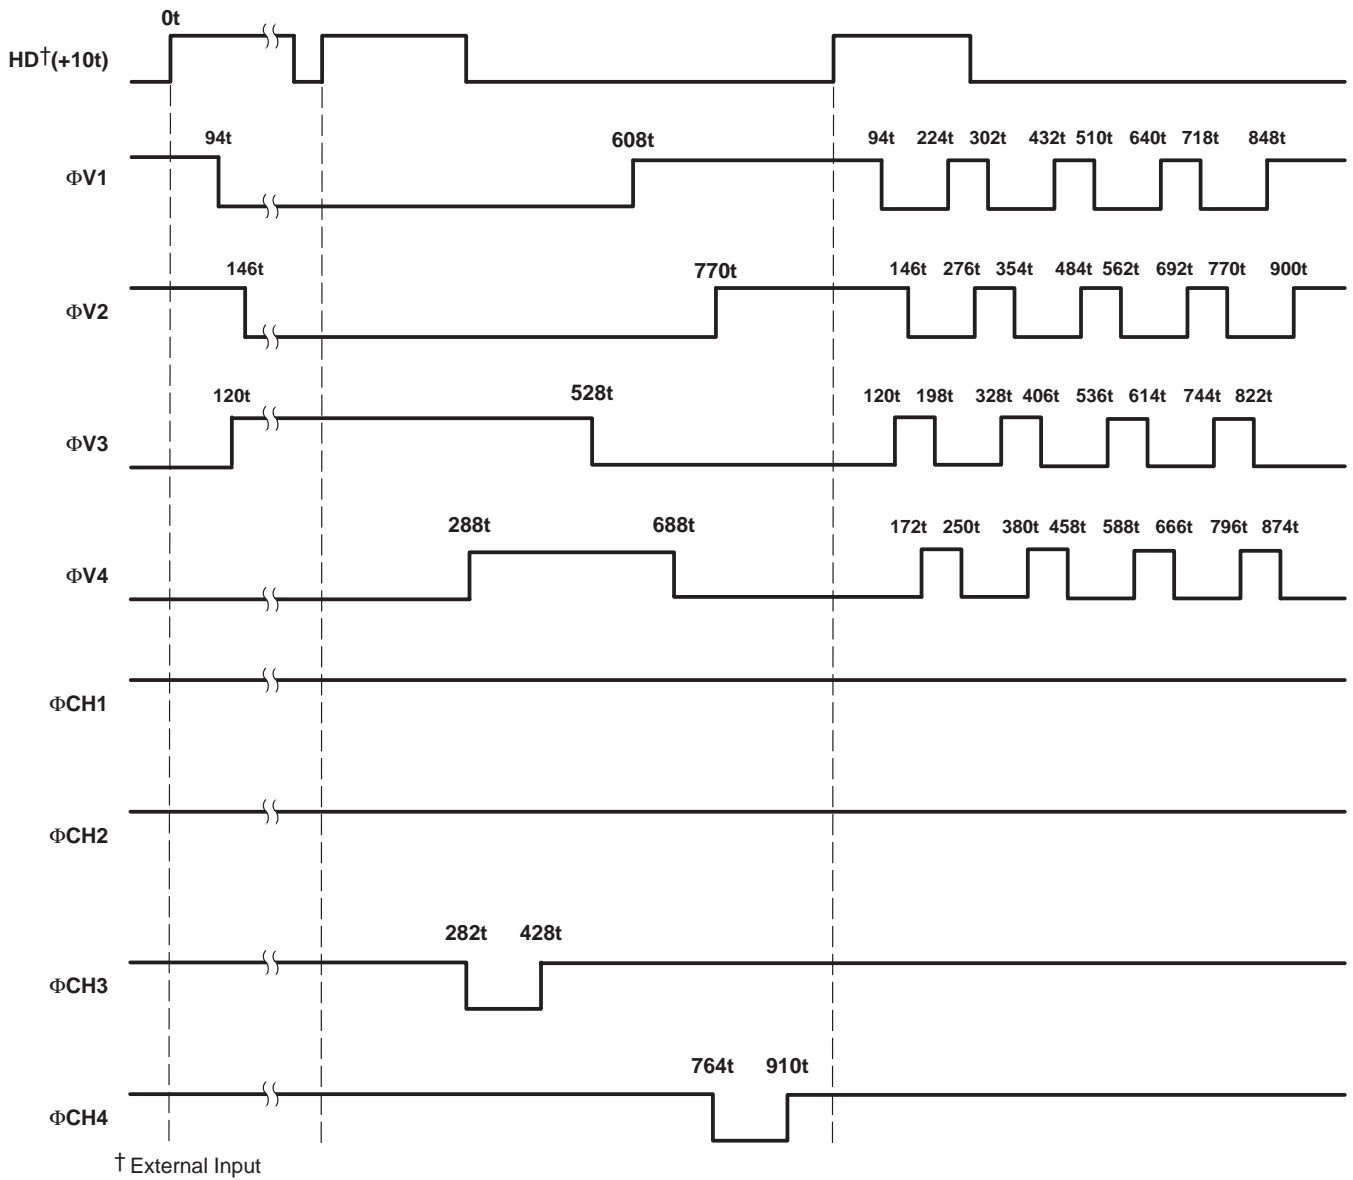 0t
HD†(+10t)
94t 608t 94t 224t 302t 432t 510t 640t 718t 848t
ΦV1
146t 770t 146t 276t 354t 484t 562t 692t 770t 900t
ΦV2
120t 528t 120t 198t 328t 406t 536t 614t 744t 822t
ΦV3
288t 688t 172t 250t 380t 458t 588t 666t 796t 874t
ΦV4
ΦCH1
ΦCH2
282t 428t
ΦCH3
764t 910t
ΦCH4
† External Input